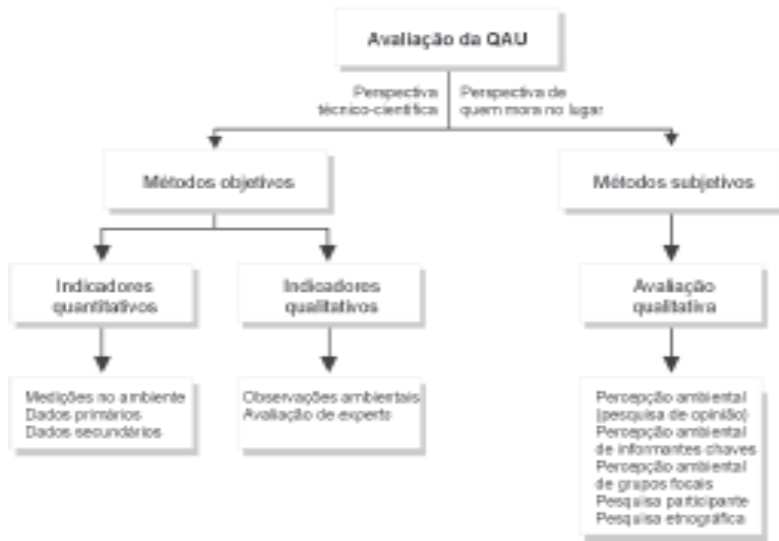 Avaliação da QAU
Perspectiva
técnico-científica
Perspectiva de
quem mora no lugar
Métodos objetivos
Métodos subjetivos
Indicadores
quantitativos
Indicadores
qualitativos
Avaliação
qualitativa
Medições no ambiente
Dados primários
Dados secundários
Observações ambientais
Avaliação de experts
Percepção ambiental
(pesquisa de opinião)
Percepção ambiental
de informantes chaves
Percepção ambiental
de grupos focais
Pesquisa participante
Pesquisa etnográfica